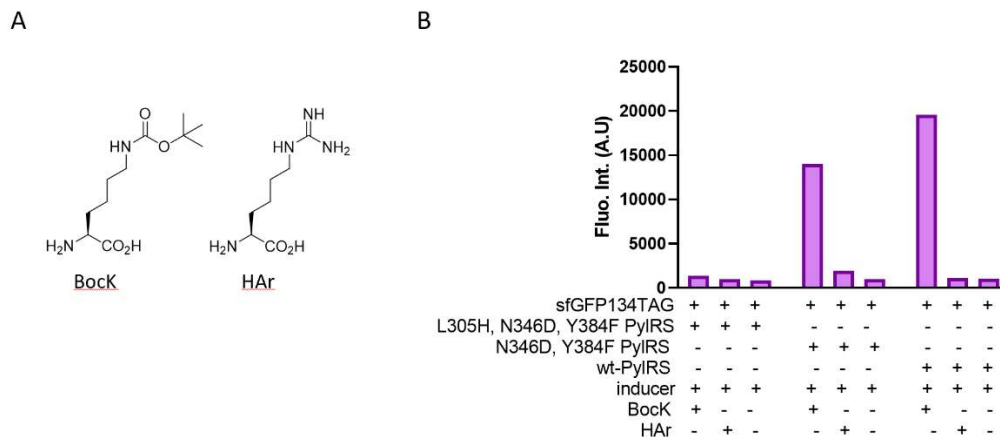 A
B
O
HN
O
H₂N
CO₂H
BocK
NH
HN
NH₂
H₂N
CO₂H
HAr
Fluo. Int. (A.U)
25000
20000
15000
10000
5000
0
sfGFP134TAG + + + + + + + + +
L305H, N346D, Y384F PylRS + + + - - - - - -
N346D, Y384F PylRS - - - + + + - - -
wt-PylRS - - - - - - + + +
inducer + + + + + + + + +
BocK + - - + - - + - -
HAr - + - - + - - + -